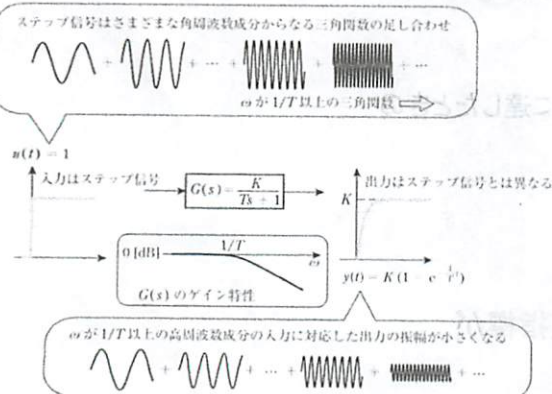 ステップ信号はさまざまな角周波数成分からなる三角関数の足し合わせ
+ + … + + + …
ωが1/T以上の三角関数
u(t) = 1
入力はステップ信号
G(s) = K / (Ts + 1)
出力はステップ信号とは異なる
K
0 [dB]
1/T
ω
G(s)のゲイン特性
y(t) = K(1 - e
ωが1/T以上の高周波数成分の入力に対応した出力の振幅が小さくなる
+ + … + + + …